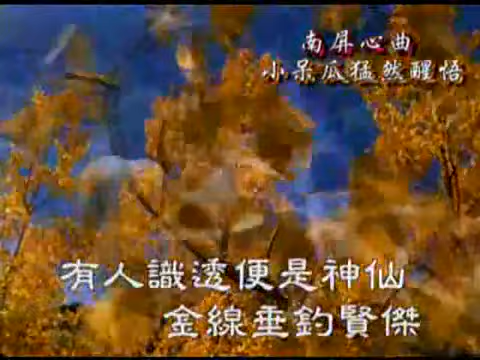 南屏心曲
小呆瓜猛然醒悟
有人識透便是神仙
金線垂釣賢傑